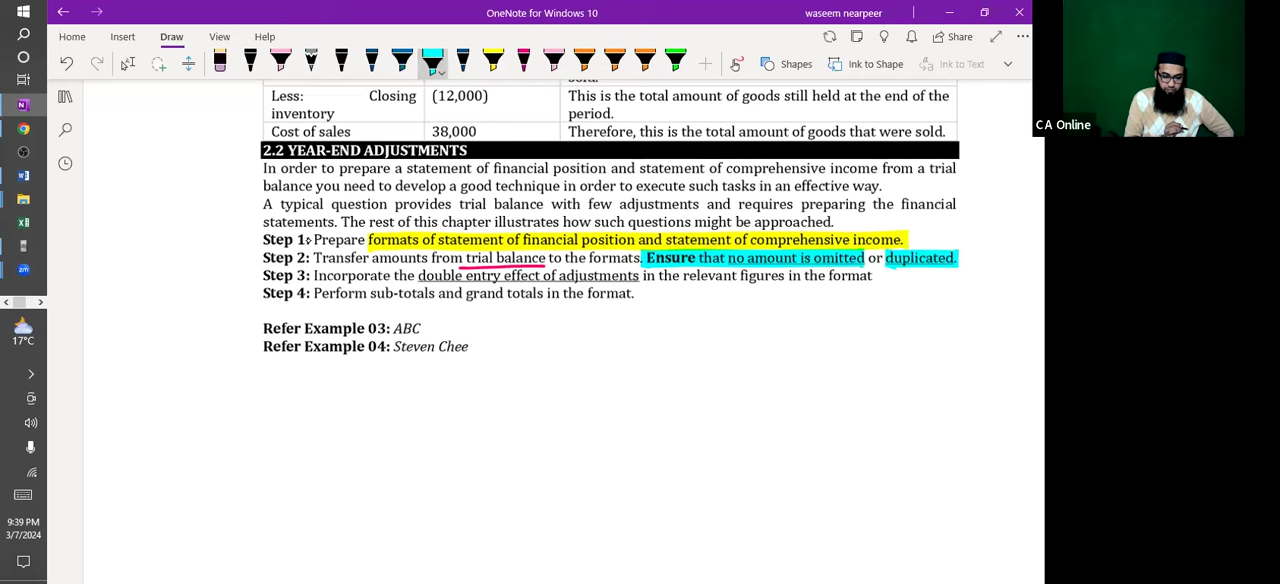 OneNote for Windows 10
waseem nearpeer
Home Insert Draw View Help
Share
Shapes Ink to Shape Ink to Text
sold.
Less: Closing inventory (12,000) This is the total amount of goods still held at the end of the period.
Cost of sales 38,000 Therefore, this is the total amount of goods that were sold.
2.2 YEAR-END ADJUSTMENTS
In order to prepare a statement of financial position and statement of comprehensive income from a trial
balance you need to develop a good technique in order to execute such tasks in an effective way.
A typical question provides trial balance with few adjustments and requires preparing the financial
statements. The rest of this chapter illustrates how such questions might be approached.
Step 1: Prepare formats of statement of financial position and statement of comprehensive income.
Step 2: Transfer amounts from trial balance to the formats. Ensure that no amount is omitted or duplicated.
Step 3: Incorporate the double entry effect of adjustments in the relevant figures in the format
Step 4: Perform sub-totals and grand totals in the format.
Refer Example 03: ABC
Refer Example 04: Steven Chee
C A Online
17°C
9:39 PM
3/7/2024